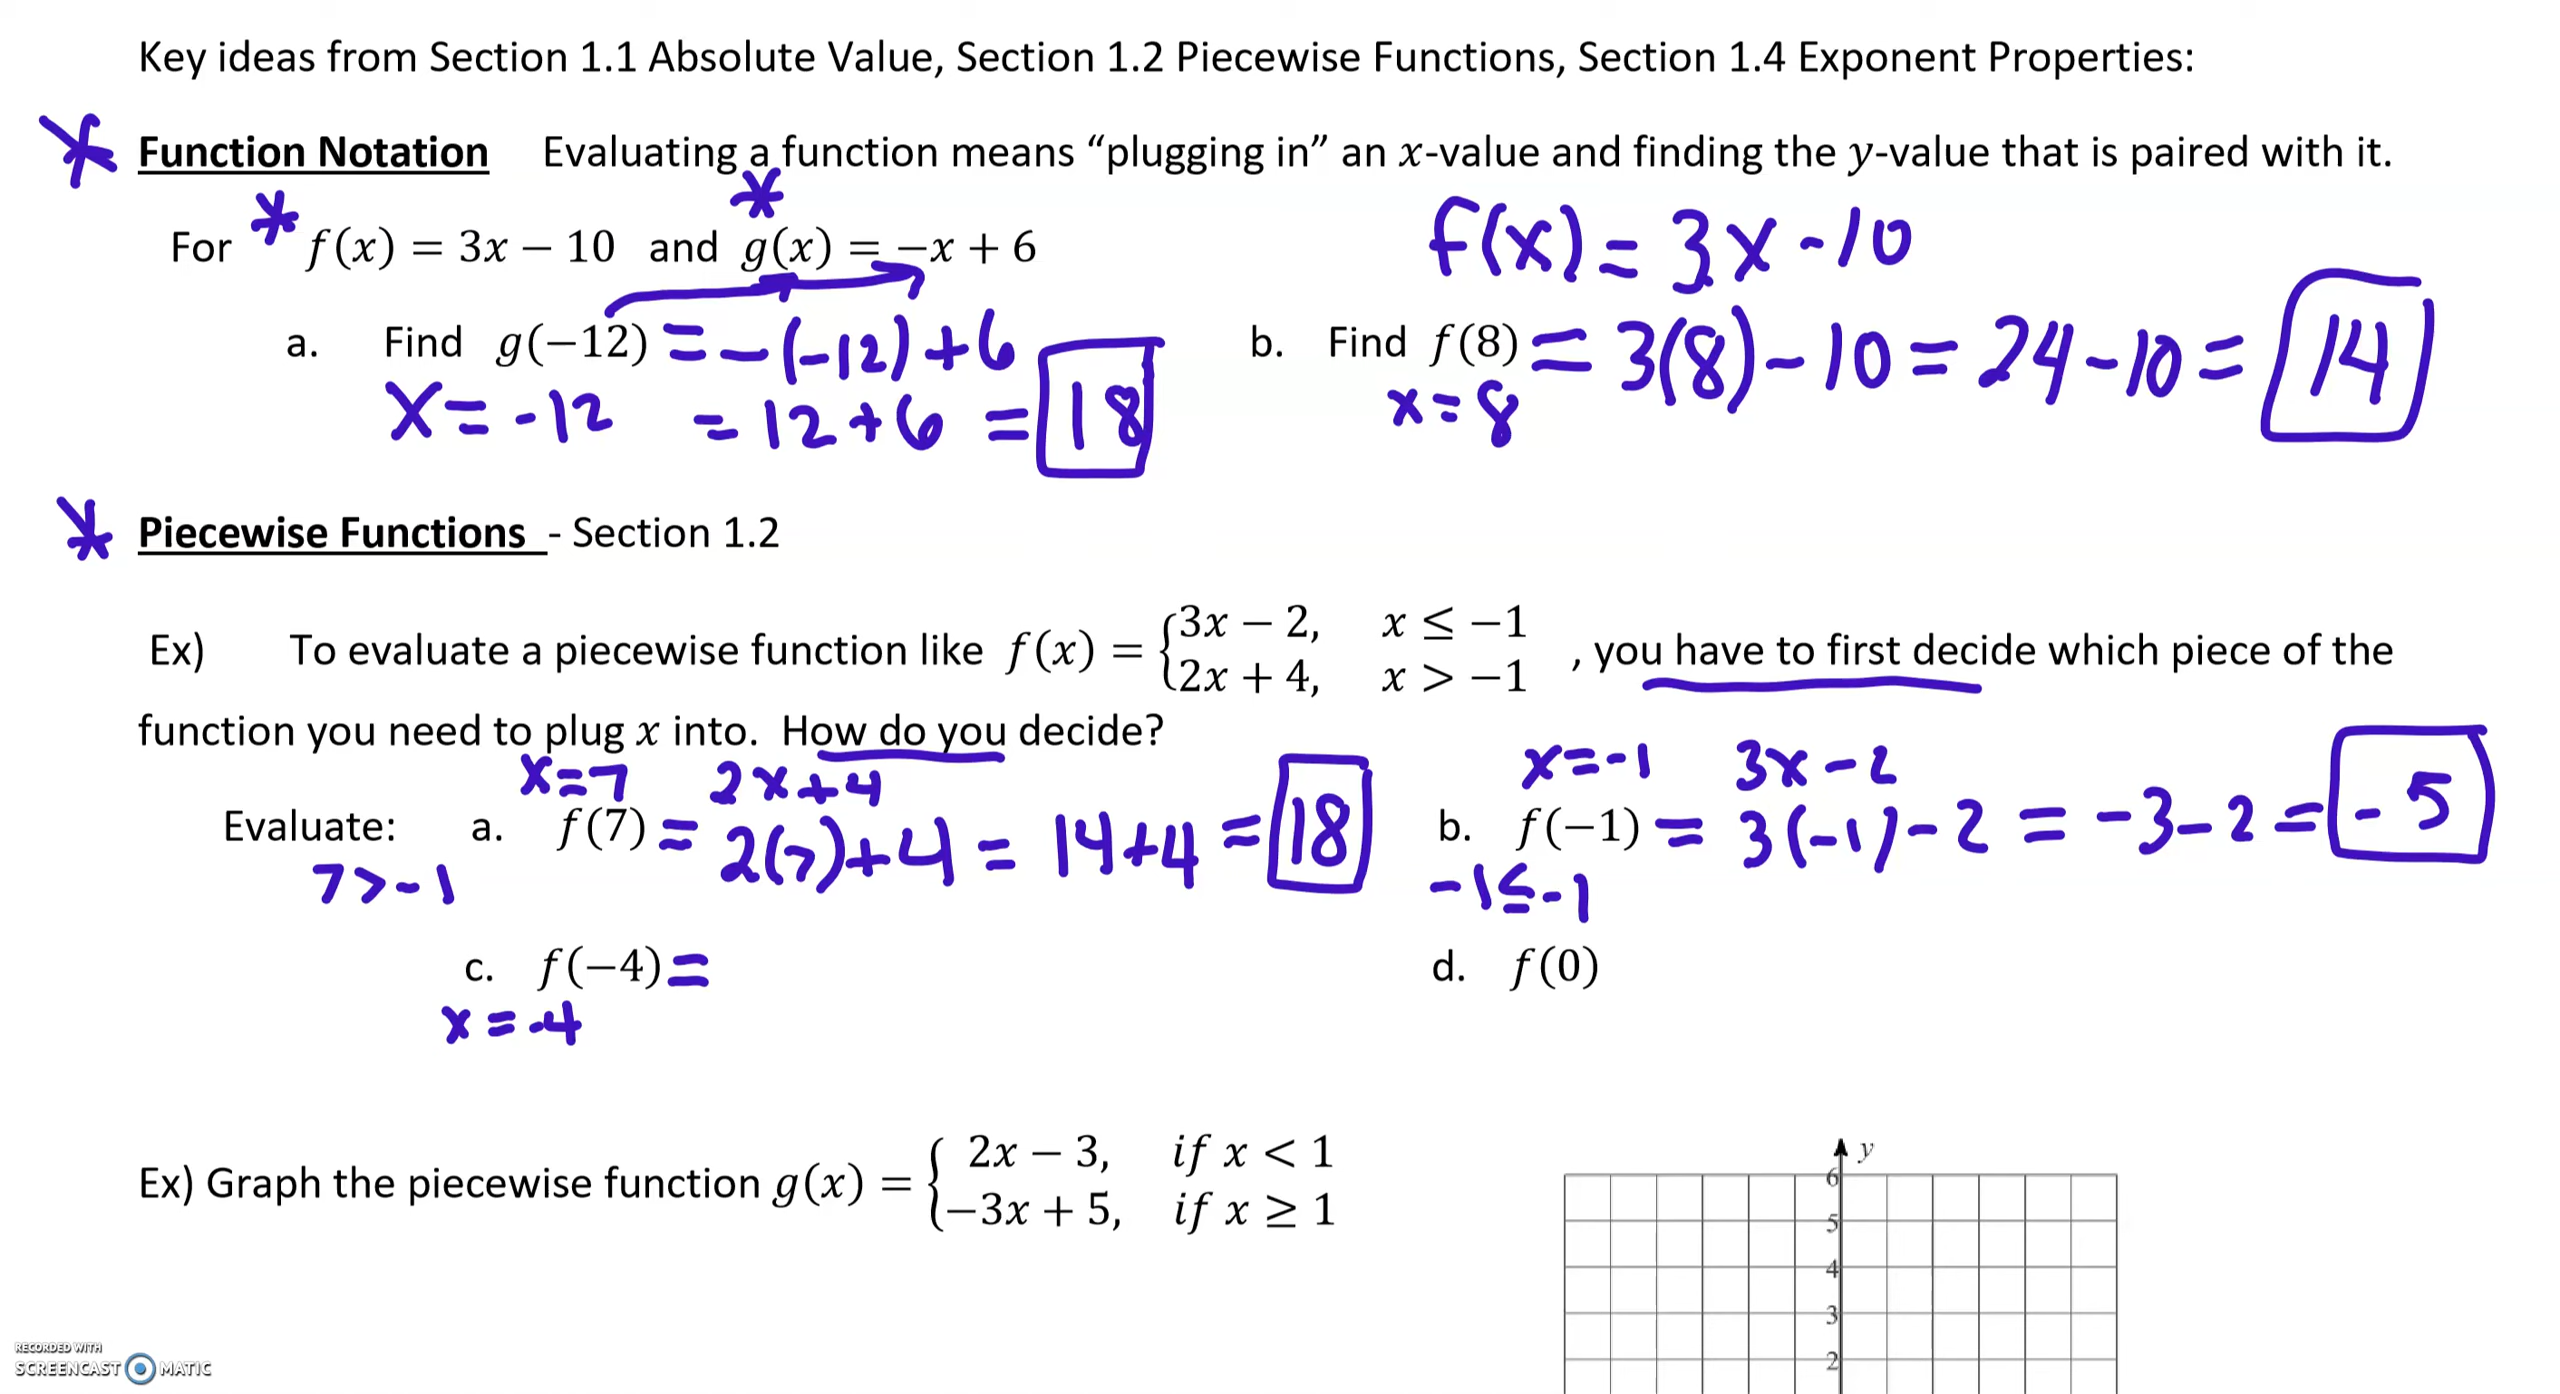 Key ideas from Section 1.1 Absolute Value, Section 1.2 Piecewise Functions, Section 1.4 Exponent Properties:
* Function Notation Evaluating a function means “plugging in” an x-value and finding the y-value that is paired with it.
For * f(x) = 3x − 10 and * g(x) = −x + 6
f(x) = 3x - 10
a. Find g(−12) = -(-12)+6
x = -12 = 12+6 = 18
b. Find f(8) = 3(8)-10 = 24-10 = 14
x = 8
* Piecewise Functions - Section 1.2
Ex) To evaluate a piecewise function like f(x) = {3x − 2, x ≤ −1
2x + 4, x > −1 , you have to first decide which piece of the
function you need to plug x into. How do you decide?
x=7 2x+4
Evaluate: a. f(7) = 2(7)+4 = 14+4 = 18
7>-1
x=-1 3x-2
b. f(−1) = 3(-1)-2 = -3-2 = -5
-1≤-1
c. f(−4) =
x = -4
d. f(0)
Ex) Graph the piecewise function g(x) = { 2x − 3, if x < 1
−3x + 5, if x ≥ 1
y
6
5
4
3
2
RECORDED WITH
SCREENCAST MATIC